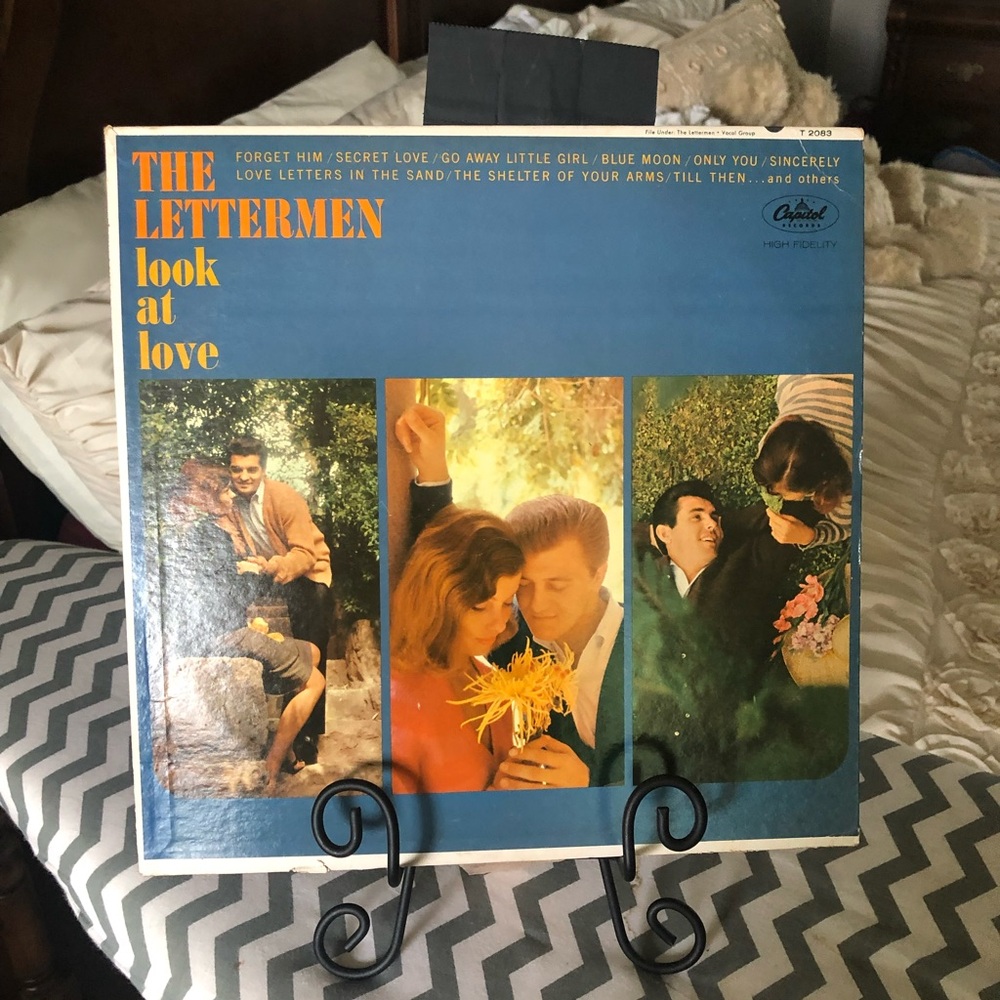 File Under: The Lettermen • Vocal Group T 2083
THE
LETTERMEN
look
at
love
FORGET HIM / SECRET LOVE / GO AWAY LITTLE GIRL / BLUE MOON / ONLY YOU / SINCERELY
LOVE LETTERS IN THE SAND / THE SHELTER OF YOUR ARMS / TILL THEN...and others
Capitol
RECORDS
HIGH FIDELITY